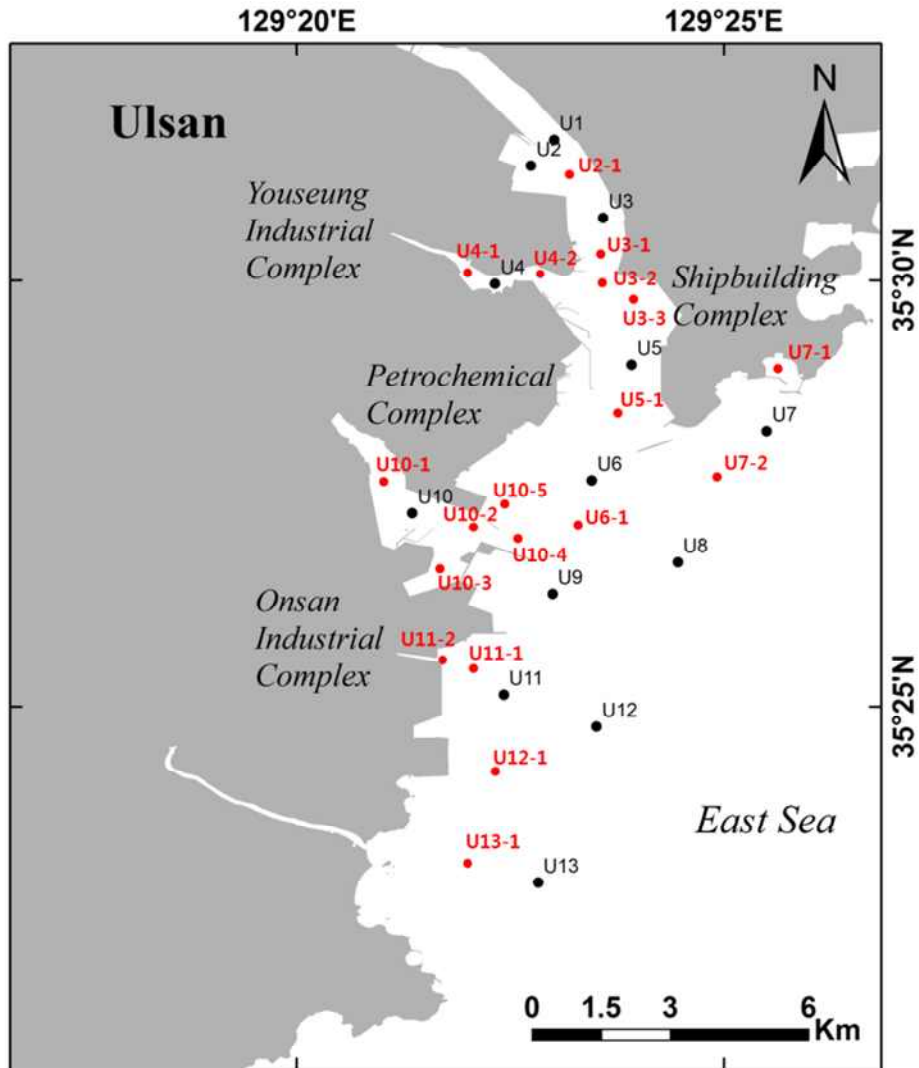 129°20'E
129°25'E
N
Ulsan
U1
U2
U2-1
Youseung
Industrial
Complex
U3
U4-1
U4
U4-2
U3-1
U3-2
U3-3
Shipbuilding
Complex
35°30'N
U5
U7-1
Petrochemical
Complex
U5-1
U7
U10-1
U6
U7-2
U10
U10-5
U10-2
U6-1
U10-4
U8
U10-3
U9
Onsan
Industrial
Complex
U11-2
U11-1
U11
35°25'N
U12
U12-1
East Sea
U13-1
U13
0 1.5 3 6
Km